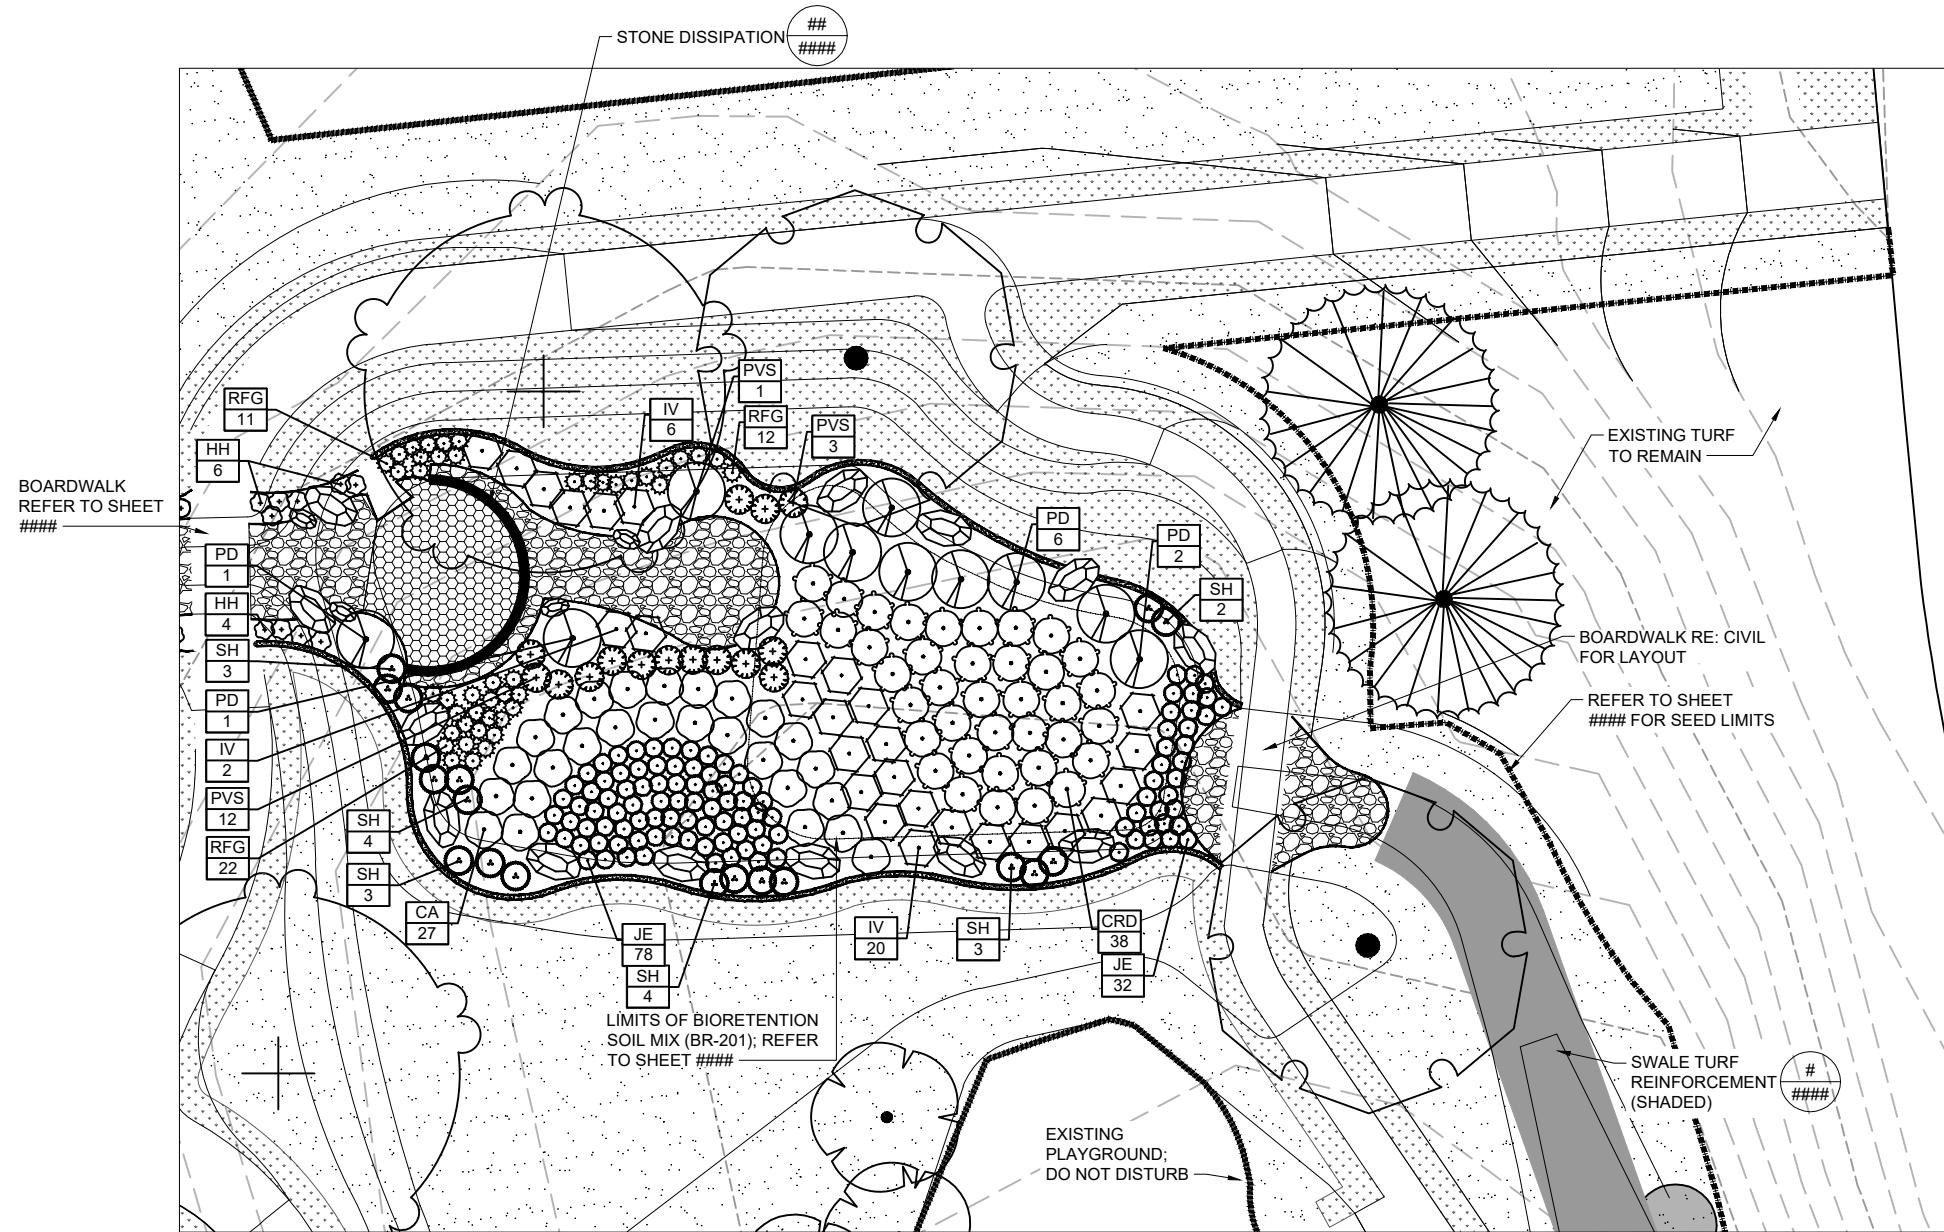 STONE DISSIPATION
##
####
PVS
1
RFG
11
IV
6
RFG
12
PVS
3
HH
6
EXISTING TURF
TO REMAIN
BOARDWALK
REFER TO SHEET
####
PD
6
PD
2
PD
1
SH
2
HH
4
BOARDWALK RE: CIVIL
FOR LAYOUT
SH
3
REFER TO SHEET
#### FOR SEED LIMITS
PD
1
IV
2
PVS
12
SH
4
RFG
22
SH
3
CA
27
JE
78
IV
20
SH
3
CRD
38
SH
4
JE
32
LIMITS OF BIORETENTION
SOIL MIX (BR-201); REFER
TO SHEET ####
SWALE TURF
REINFORCEMENT
(SHADED)
#
####
EXISTING
PLAYGROUND;
DO NOT DISTURB